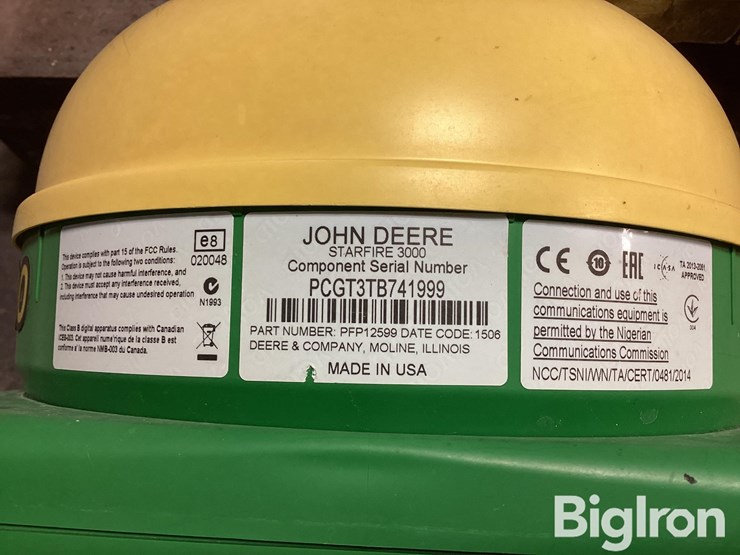 This device complies with part 15 of the FCC Rules.
Operation is subject to the following two conditions:
1. This device may not cause harmful interference, and
2. This device must accept any interference received,
including interference that may cause undesired operation
This Class B digital apparatus complies with Canadian
ICES-003. Cet appareil numérique de la classe B est
conforme à la norme NMB-003 du Canada.
e8
020048
N1993
JOHN DEERE
STARFIRE 3000
Component Serial Number
PCGT3TB741999
PART NUMBER: PFP12599 DATE CODE: 1506
DEERE & COMPANY, MOLINE, ILLINOIS
MADE IN USA
CE 10 EAC ICASA TA 2013-2061
APPROVED
Connection and use of this
communications equipment is
permitted by the Nigerian
Communications Commission
NCC/TSNI/WN/TA/CERT/0481/2014
004
BigIron